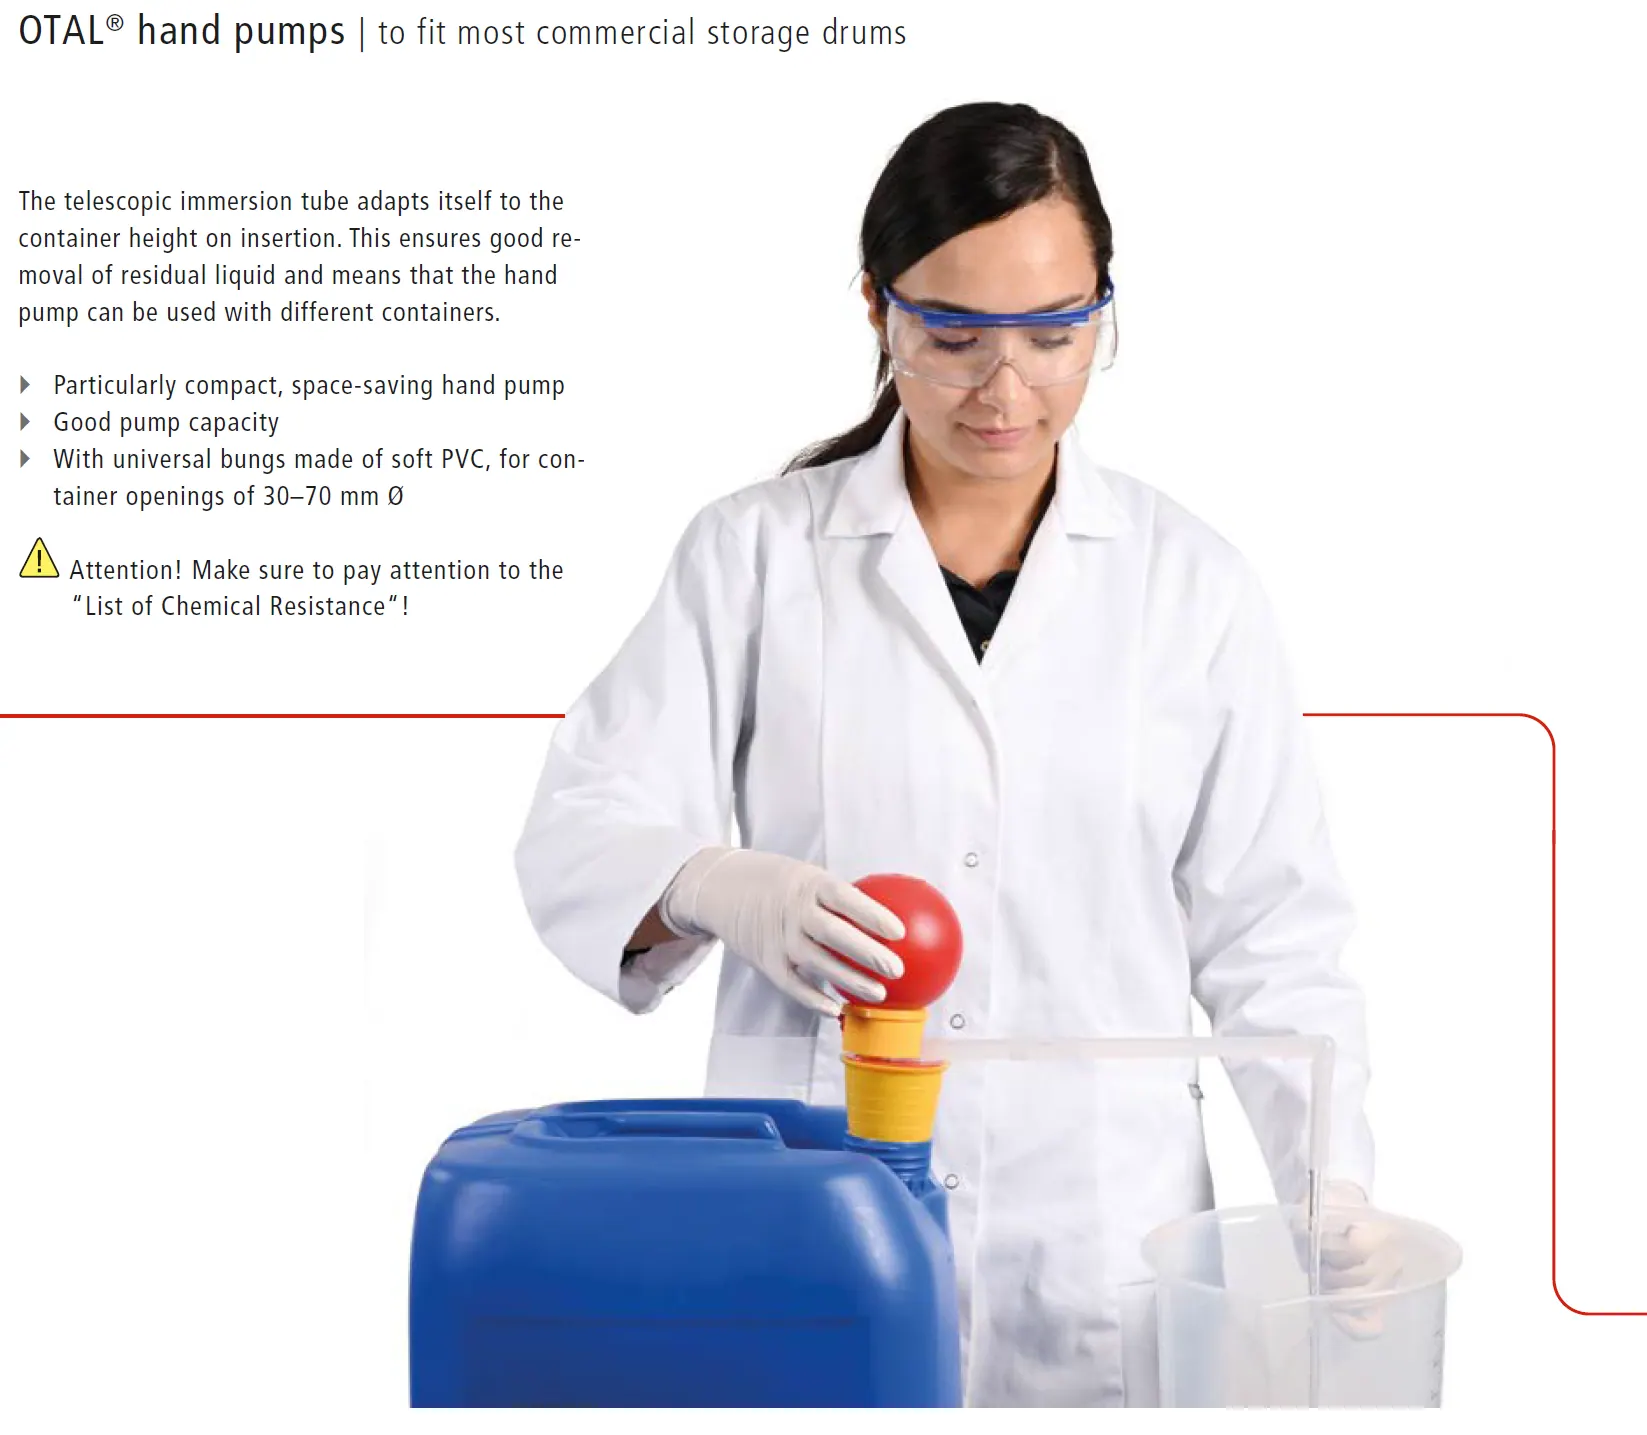 OTAL® hand pumps | to fit most commercial storage drums
The telescopic immersion tube adapts itself to the
container height on insertion. This ensures good re-
moval of residual liquid and means that the hand
pump can be used with different containers.
Particularly compact, space-saving hand pump
Good pump capacity
With universal bungs made of soft PVC, for con-
tainer openings of 30–70 mm Ø
! Attention! Make sure to pay attention to the
“List of Chemical Resistance“!